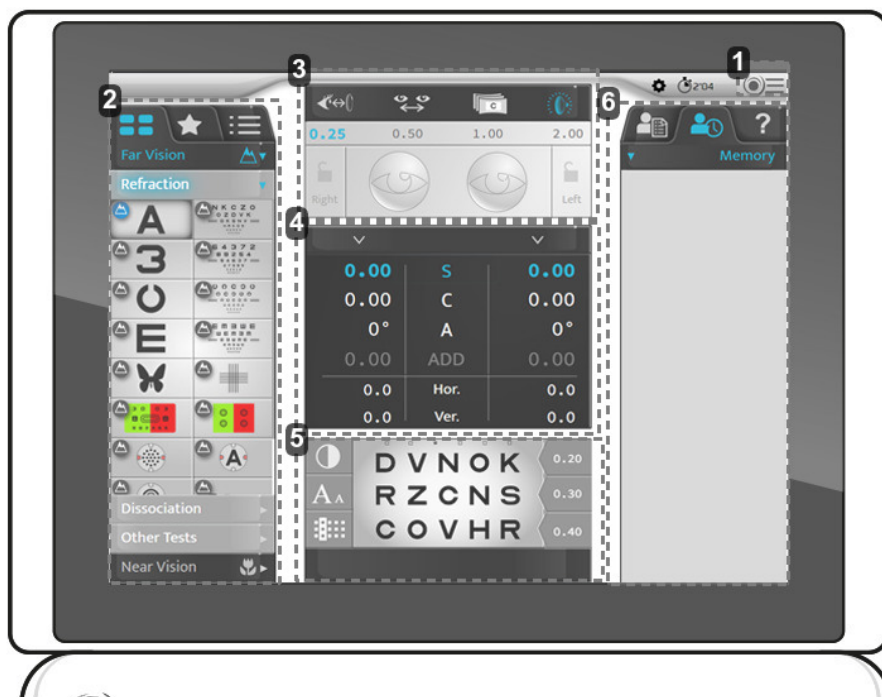 1
3
2
6
2'04
0.25 0.50 1.00 2.00
?
Far Vision
Memory
Refraction
Right
Left
A
3
E
4
S
0.00 S 0.00
0.00 C 0.00
0° A 0°
0.00 ADD 0.00
0.0 Hor. 0.0
0.0 Ver. 0.0
5
D V N O K 0.20
A A R Z C N S 0.30
C O V H R 0.40
A
Dissociation
Other Tests
Near Vision